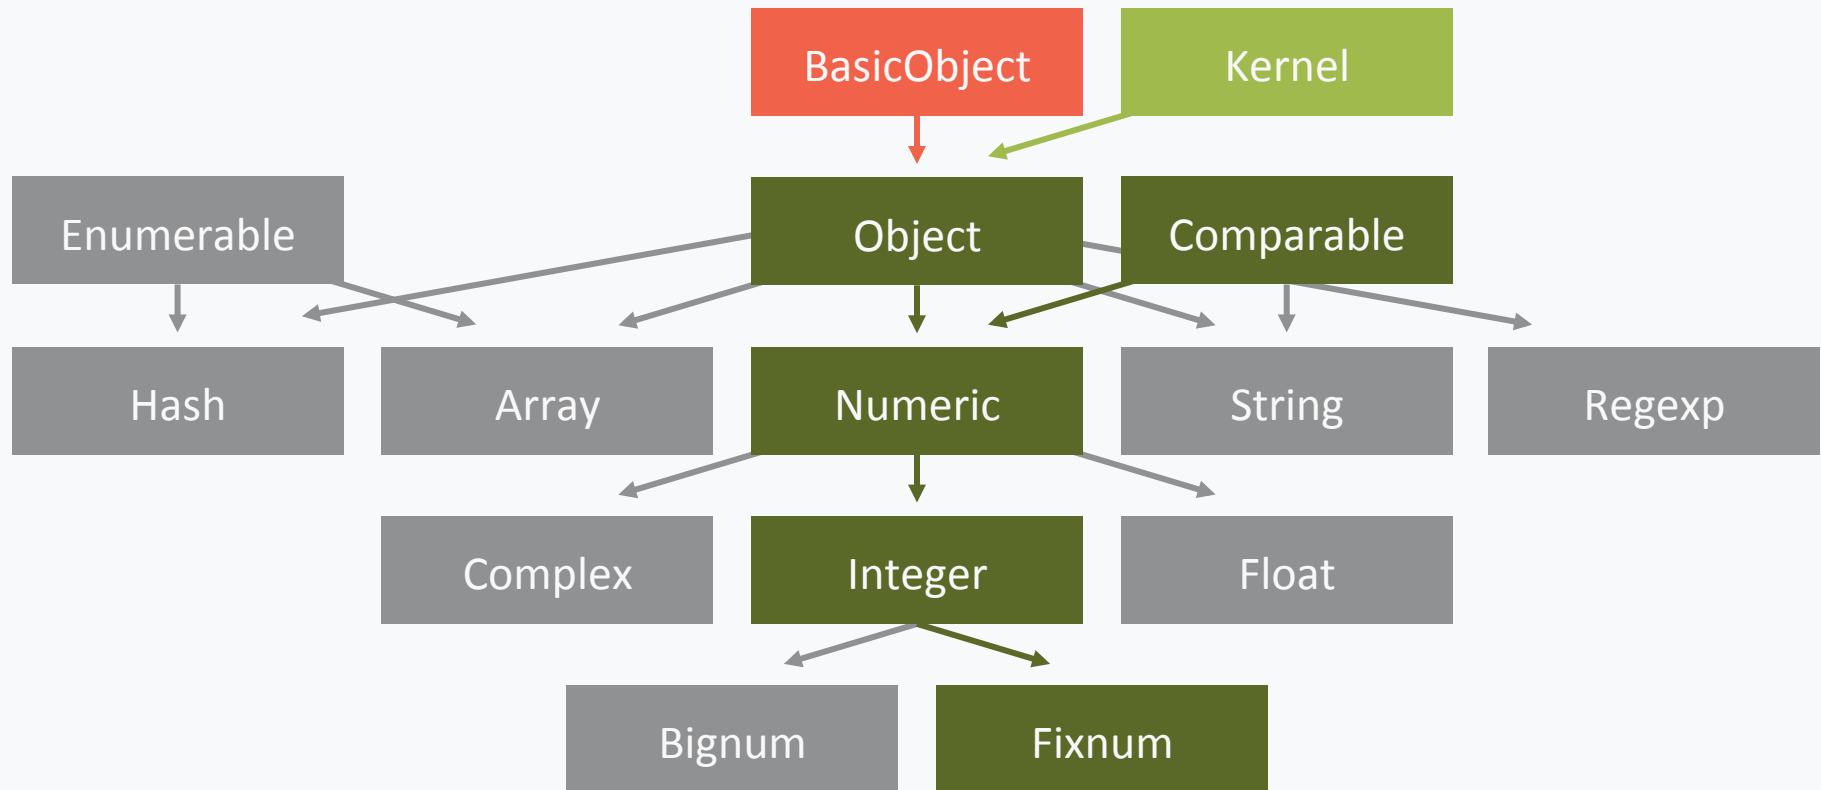 BasicObject
Kernel
Enumerable
Object
Comparable
Hash
Array
Numeric
String
Regexp
Complex
Integer
Float
Bignum
Fixnum